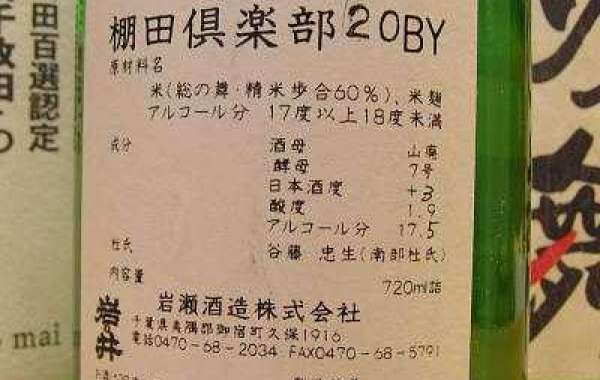 棚田倶楽部20BY
原材料名
米(総の舞・精米歩合60%)、米麹
アルコール分 17度以上18度未満
成分
酒母 山廃
酵母 7号
日本酒度 +3
酸度 1.9
アルコール分 17.5
杜氏 谷藤 忠生(南部杜氏)
内容量 720ml詰
岩の井
岩瀬酒造株式会社
千葉県夷隅郡御宿町久保1916
電話0470-68-2034 FAX0470-68-5791
田百選認定
mai
舞